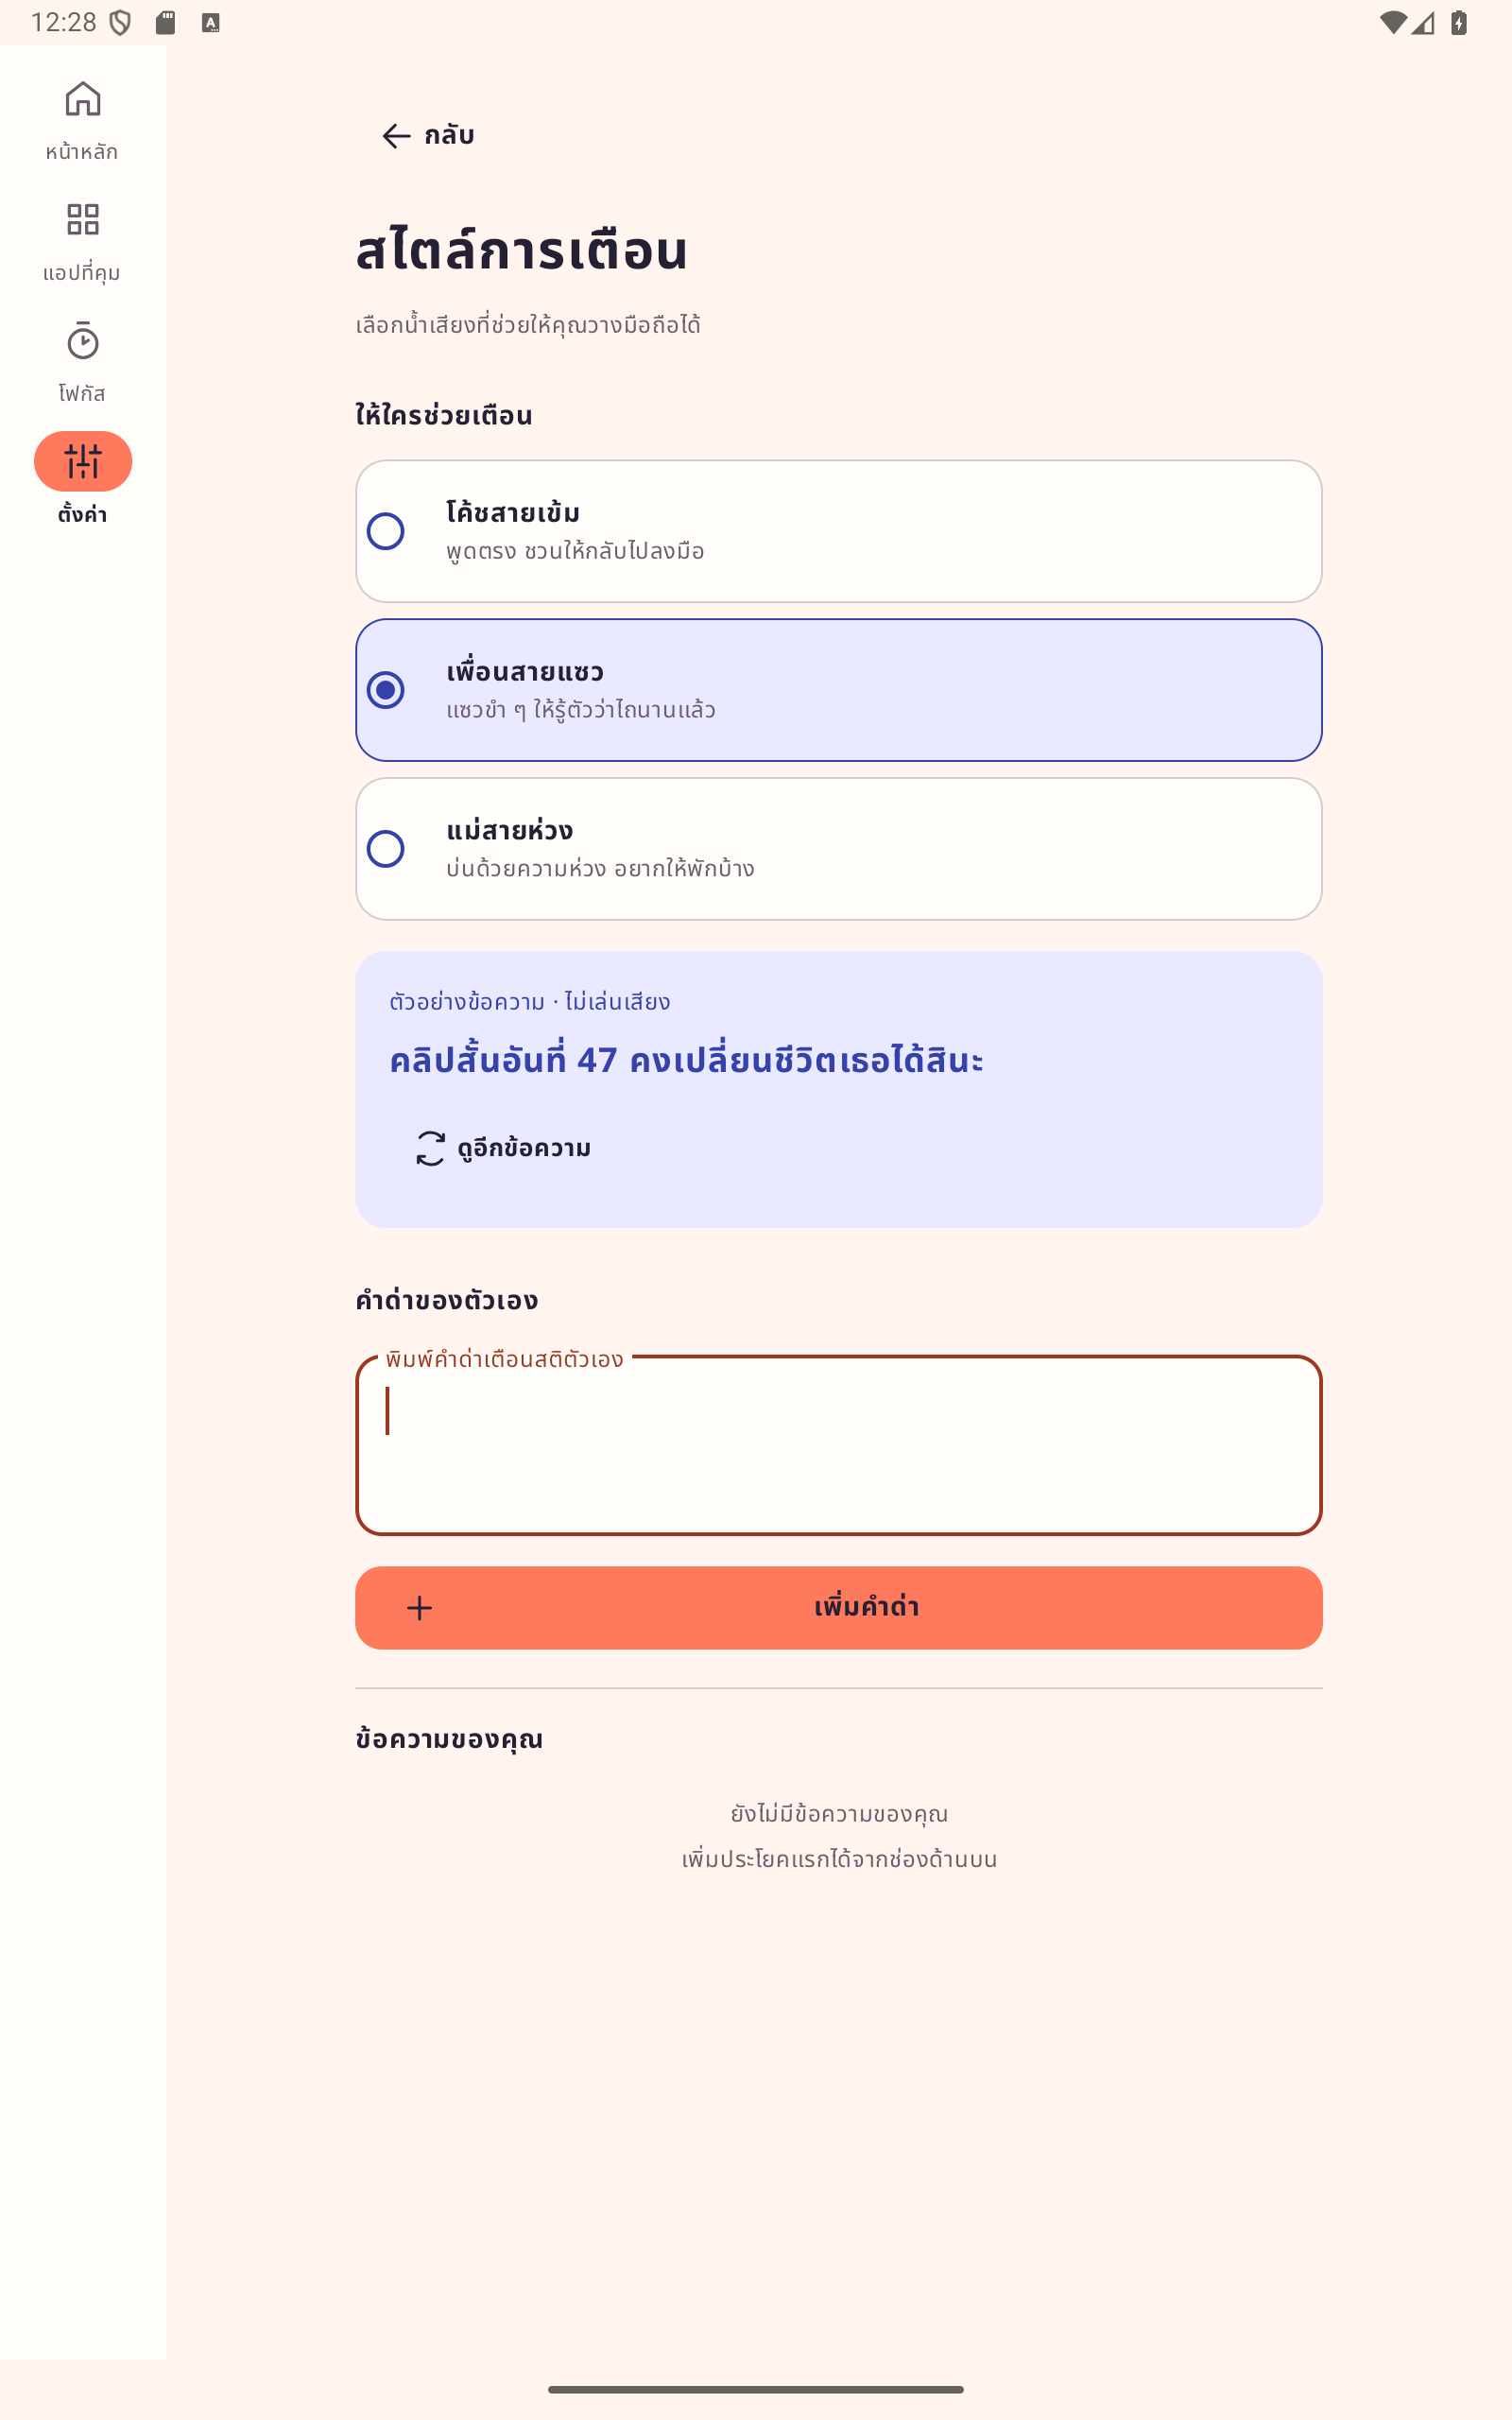 12:28
หน้าหลัก
แอปที่คุม
โฟกัส
ตั้งค่า
กลับ
สไตล์การเตือน
เลือกน้ำเสียงที่ช่วยให้คุณวางมือถือได้
ให้ใครช่วยเตือน
โค้ชสายเข้ม
พูดตรง ชวนให้กลับไปลงมือ
เพื่อนสายแซว
แซวขำ ๆ ให้รู้ตัวว่าไถนานแล้ว
แม่สายห่วง
บ่นด้วยความห่วง อยากให้พักบ้าง
ตัวอย่างข้อความ · ไม่เล่นเสียง
คลิปสั้นอันที่ 47 คงเปลี่ยนชีวิตเธอได้สินะ
ดูอีกข้อความ
คำด่าของตัวเอง
พิมพ์คำด่าเตือนสติตัวเอง
เพิ่มคำด่า
ข้อความของคุณ
ยังไม่มีข้อความของคุณ
เพิ่มประโยคแรกได้จากช่องด้านบน